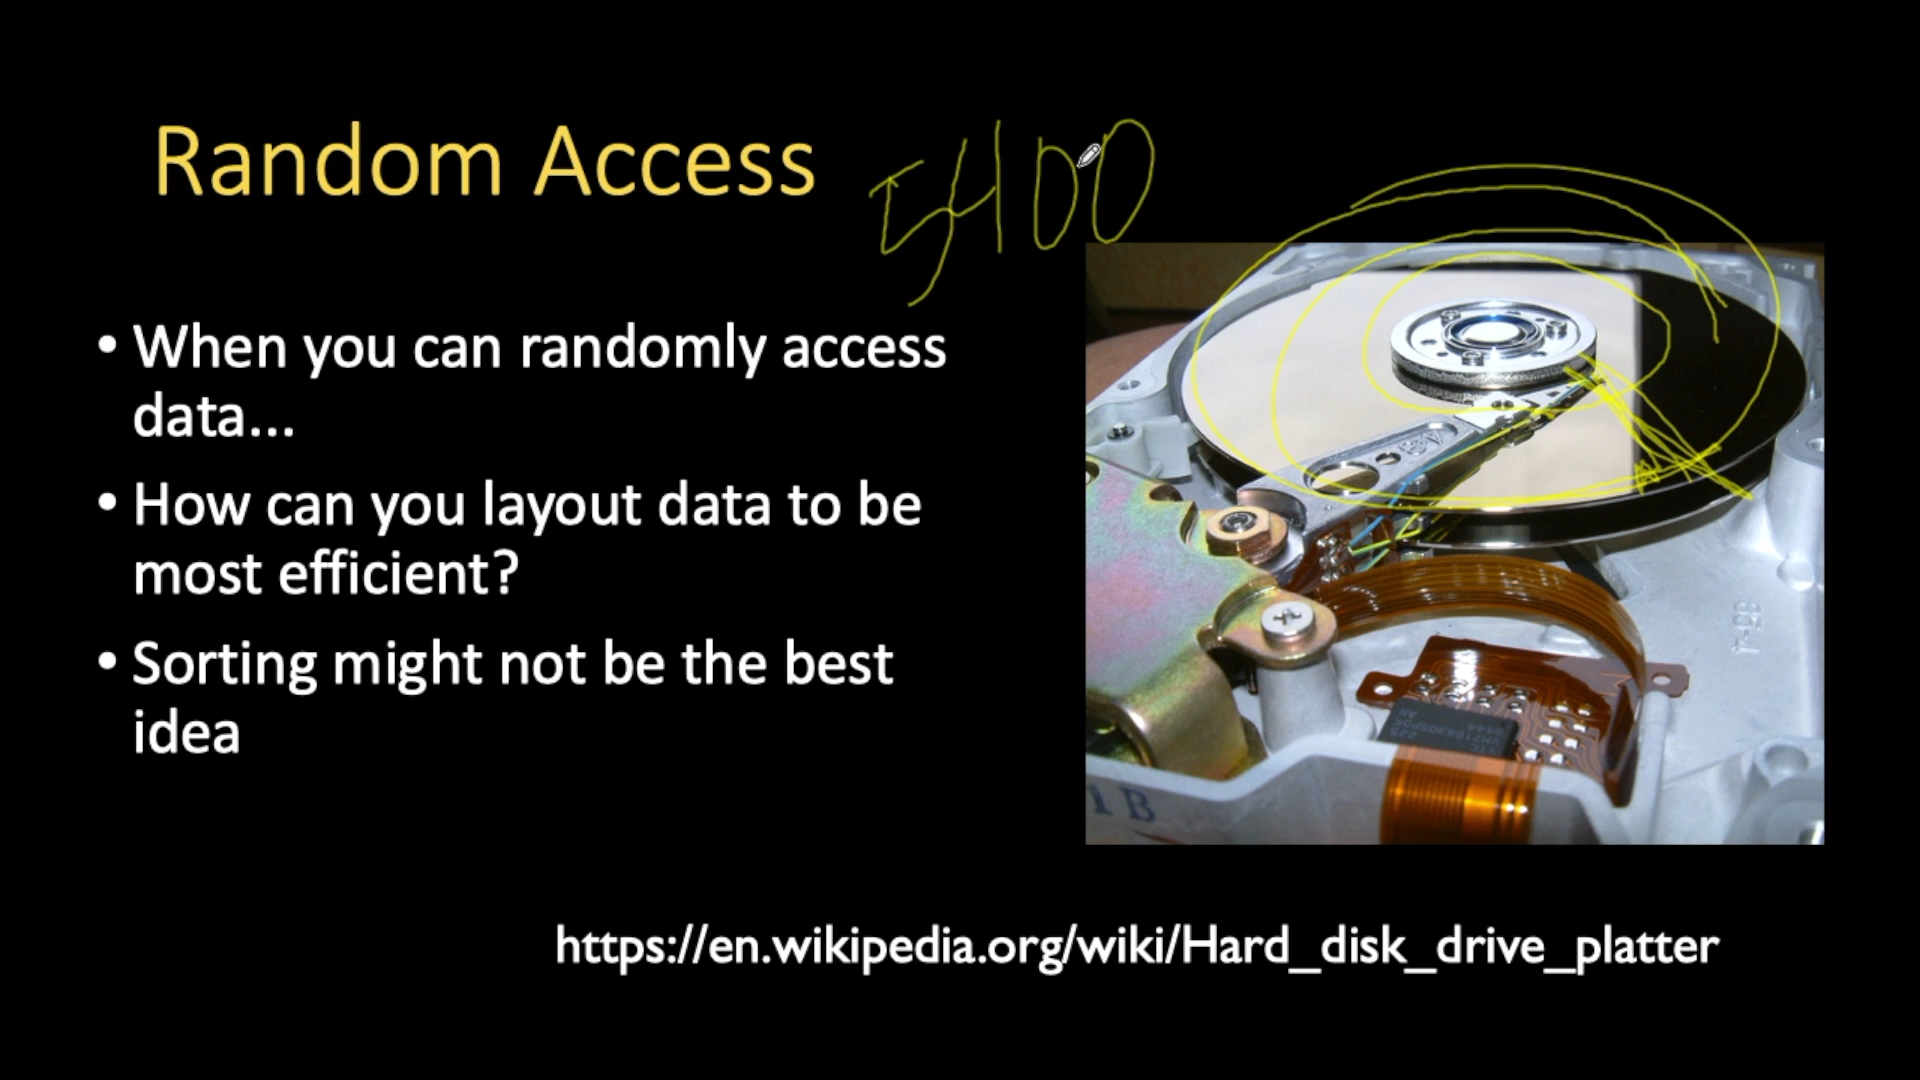 Random Access
5400
• When you can randomly access
data...
• How can you layout data to be
most efficient?
• Sorting might not be the best
idea
1B
https://en.wikipedia.org/wiki/Hard_disk_drive_platter